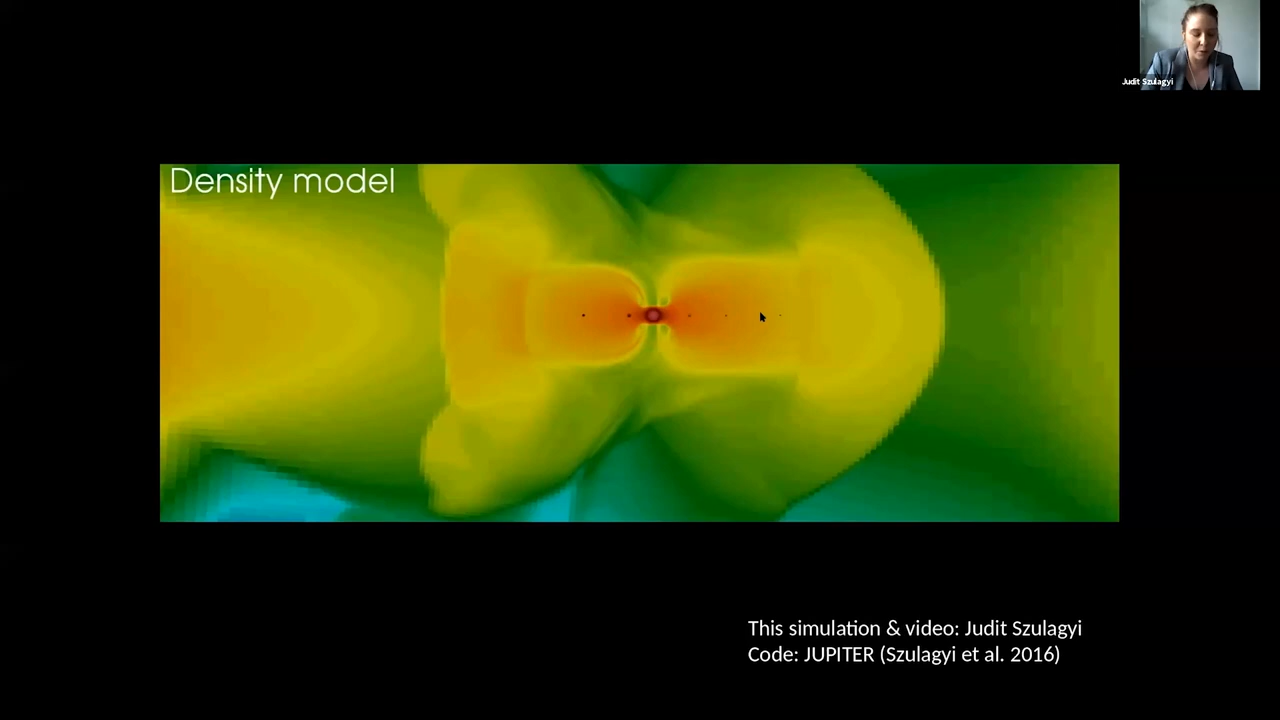 Judit Szulagyi
Density model
This simulation & video: Judit Szulagyi
Code: JUPITER (Szulagyi et al. 2016)